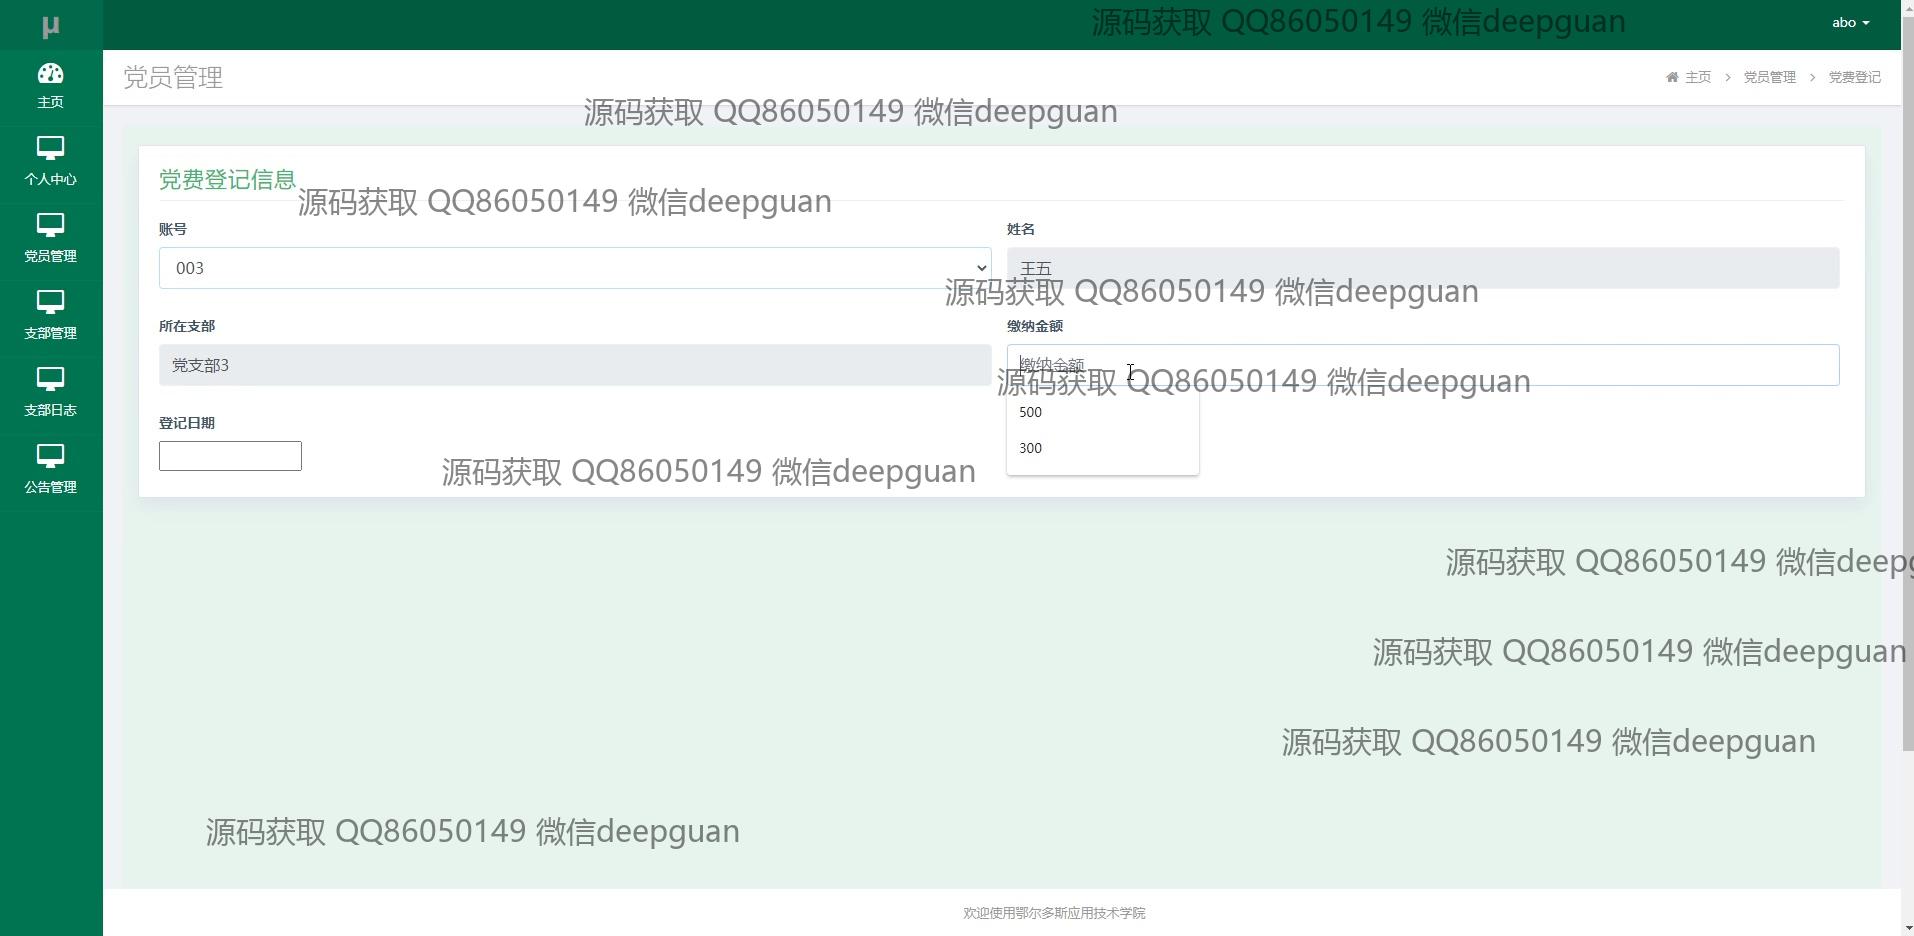 µ
源码获取 QQ86050149 微信deepguan
abo
主页
个人中心
党员管理
支部管理
支部日志
公告管理
党员管理
主页 > 党员管理 > 党费登记
源码获取 QQ86050149 微信deepguan
党费登记信息
源码获取 QQ86050149 微信deepguan
账号
姓名
003
王五
源码获取 QQ86050149 微信deepguan
所在支部
缴纳金额
党支部3
缴纳金额
源码获取 QQ86050149 微信deepguan
500
登记日期
300
源码获取 QQ86050149 微信deepguan
源码获取 QQ86050149 微信deep
源码获取 QQ86050149 微信deepguan
源码获取 QQ86050149 微信deepguan
源码获取 QQ86050149 微信deepguan
欢迎使用鄂尔多斯应用技术学院